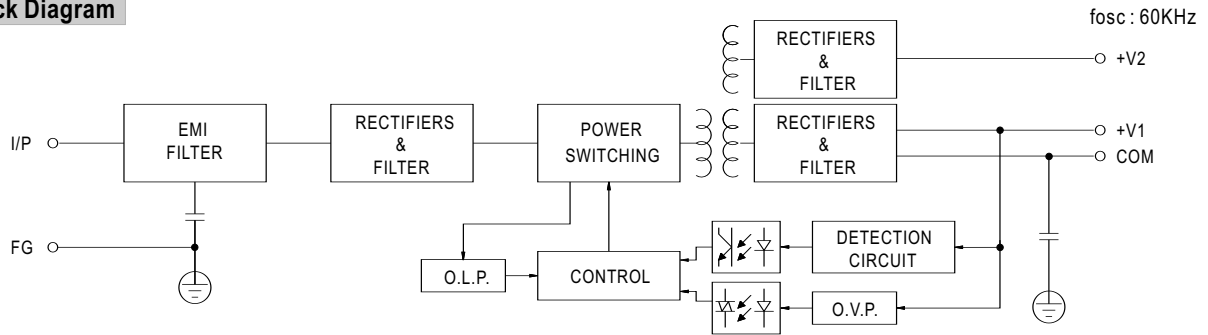 ck Diagram
fosc : 60KHz
RECTIFIERS
&
FILTER
+V2
I/P
EMI
FILTER
RECTIFIERS
&
FILTER
POWER
SWITCHING
RECTIFIERS
&
FILTER
+V1
COM
FG
O.L.P.
CONTROL
DETECTION
CIRCUIT
O.V.P.